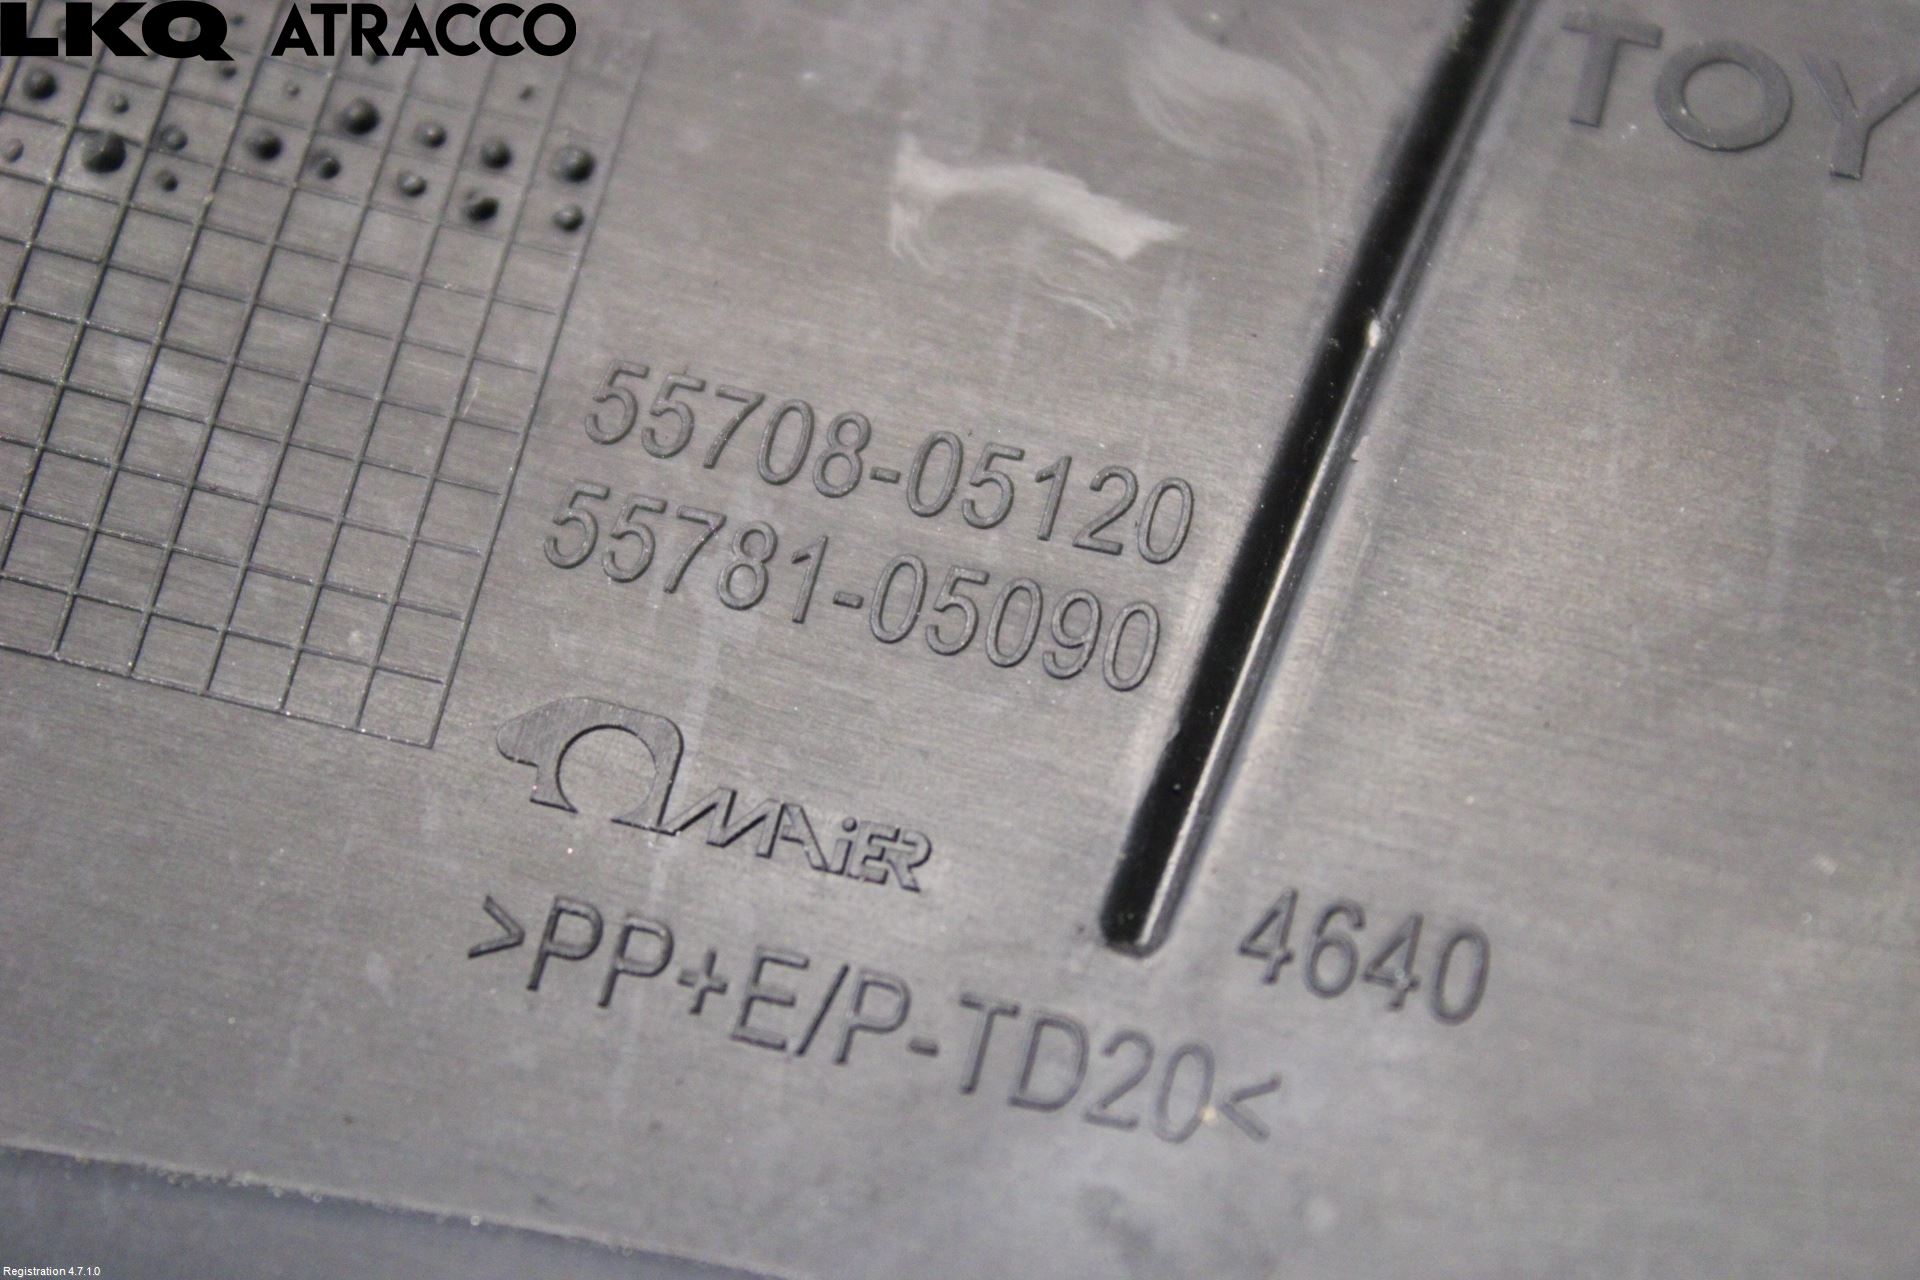 LKQ ATRACCO
TOY
55708-05120
55781-05090
MAiER
4640
>PP+E/P-TD20<
Registration 4.7.1.0